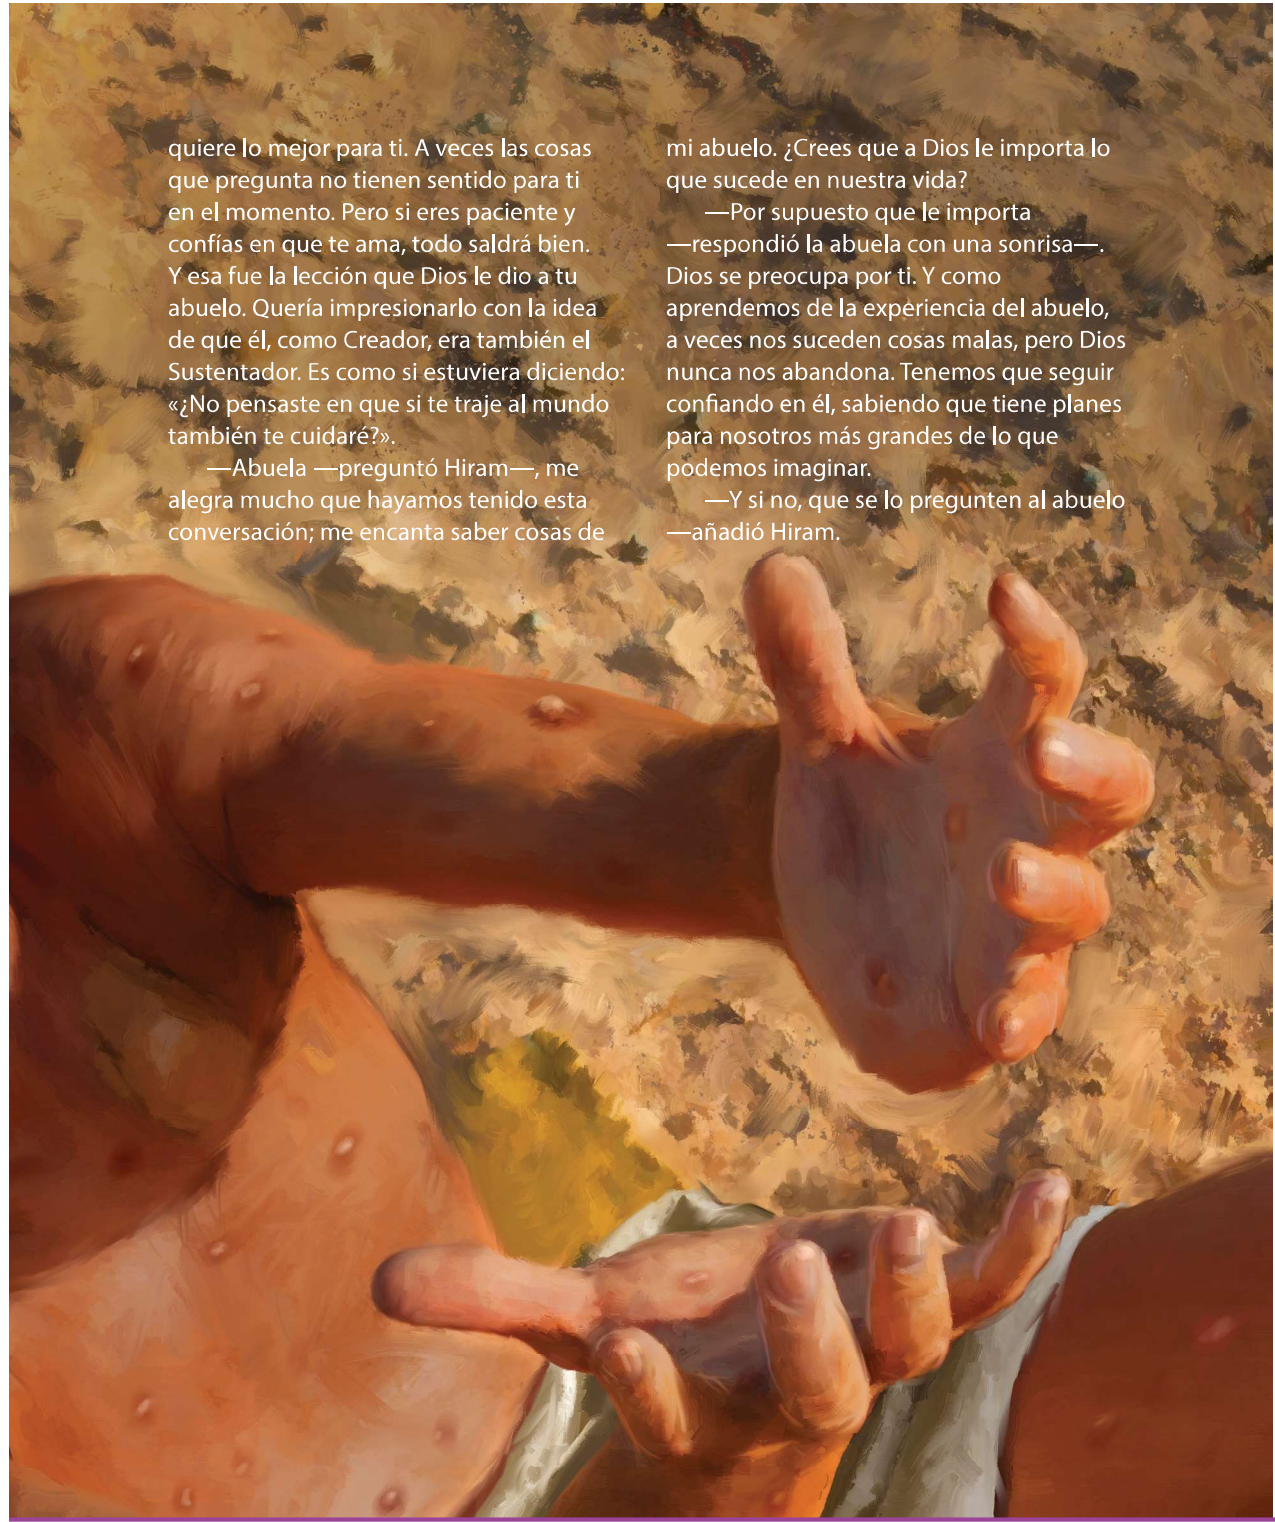 quiere lo mejor para ti. A veces las cosas
que pregunta no tienen sentido para ti
en el momento. Pero si eres paciente y
confías en que te ama, todo saldrá bien.
Y esa fue la lección que Dios le dio a tu
abuelo. Quería impresionarlo con la idea
de que él, como Creador, era también el
Sustentador. Es como si estuviera diciendo:
«¿No pensaste en que si te traje al mundo
también te cuidaré?».
—Abuela —preguntó Hiram—, me
alegra mucho que hayamos tenido esta
conversación; me encanta saber cosas de
mi abuelo. ¿Crees que a Dios le importa lo
que sucede en nuestra vida?
—Por supuesto que le importa
—respondió la abuela con una sonrisa—.
Dios se preocupa por ti. Y como
aprendemos de la experiencia del abuelo,
a veces nos suceden cosas malas, pero Dios
nunca nos abandona. Tenemos que seguir
confiando en él, sabiendo que tiene planes
para nosotros más grandes de lo que
podemos imaginar.
—Y si no, que se lo pregunten al abuelo
—añadió Hiram.